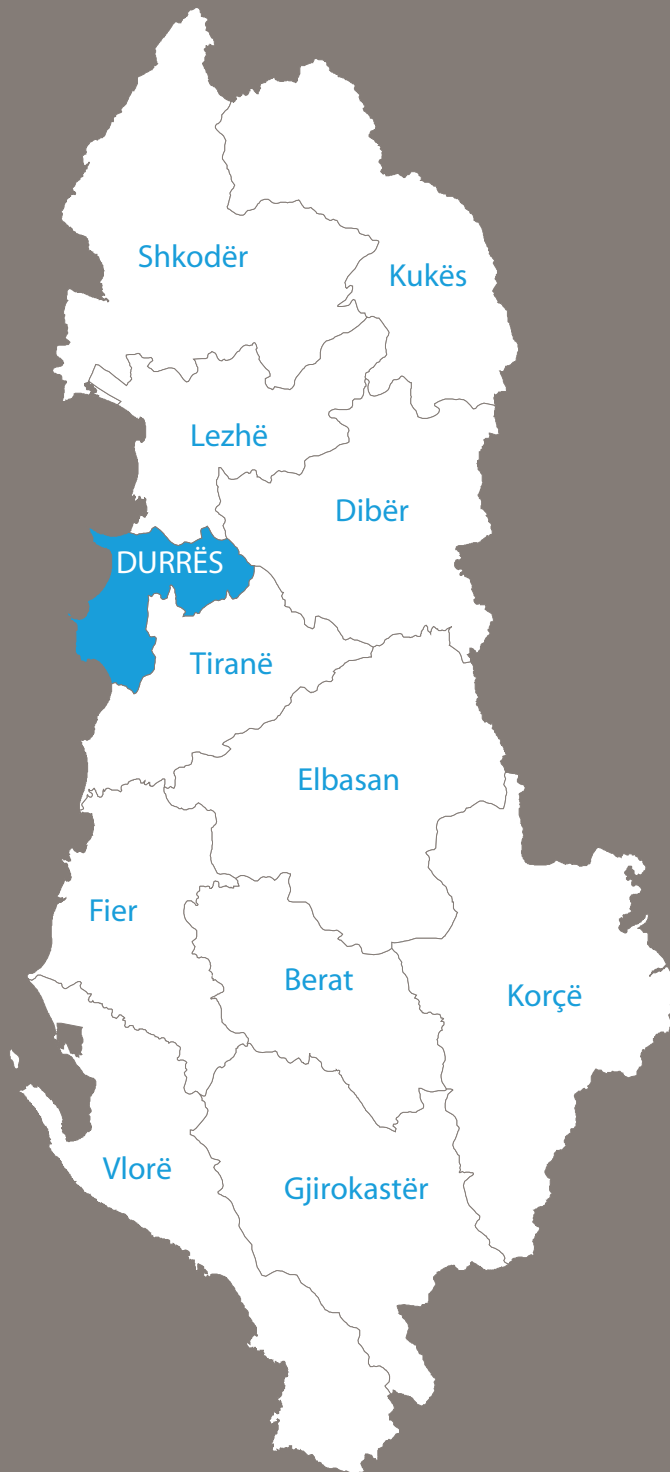 Shkodër
Kukës
Lezhë
Dibër
DURRËS
Tiranë
Elbasan
Fier
Berat
Korçë
Vlorë
Gjirokastër